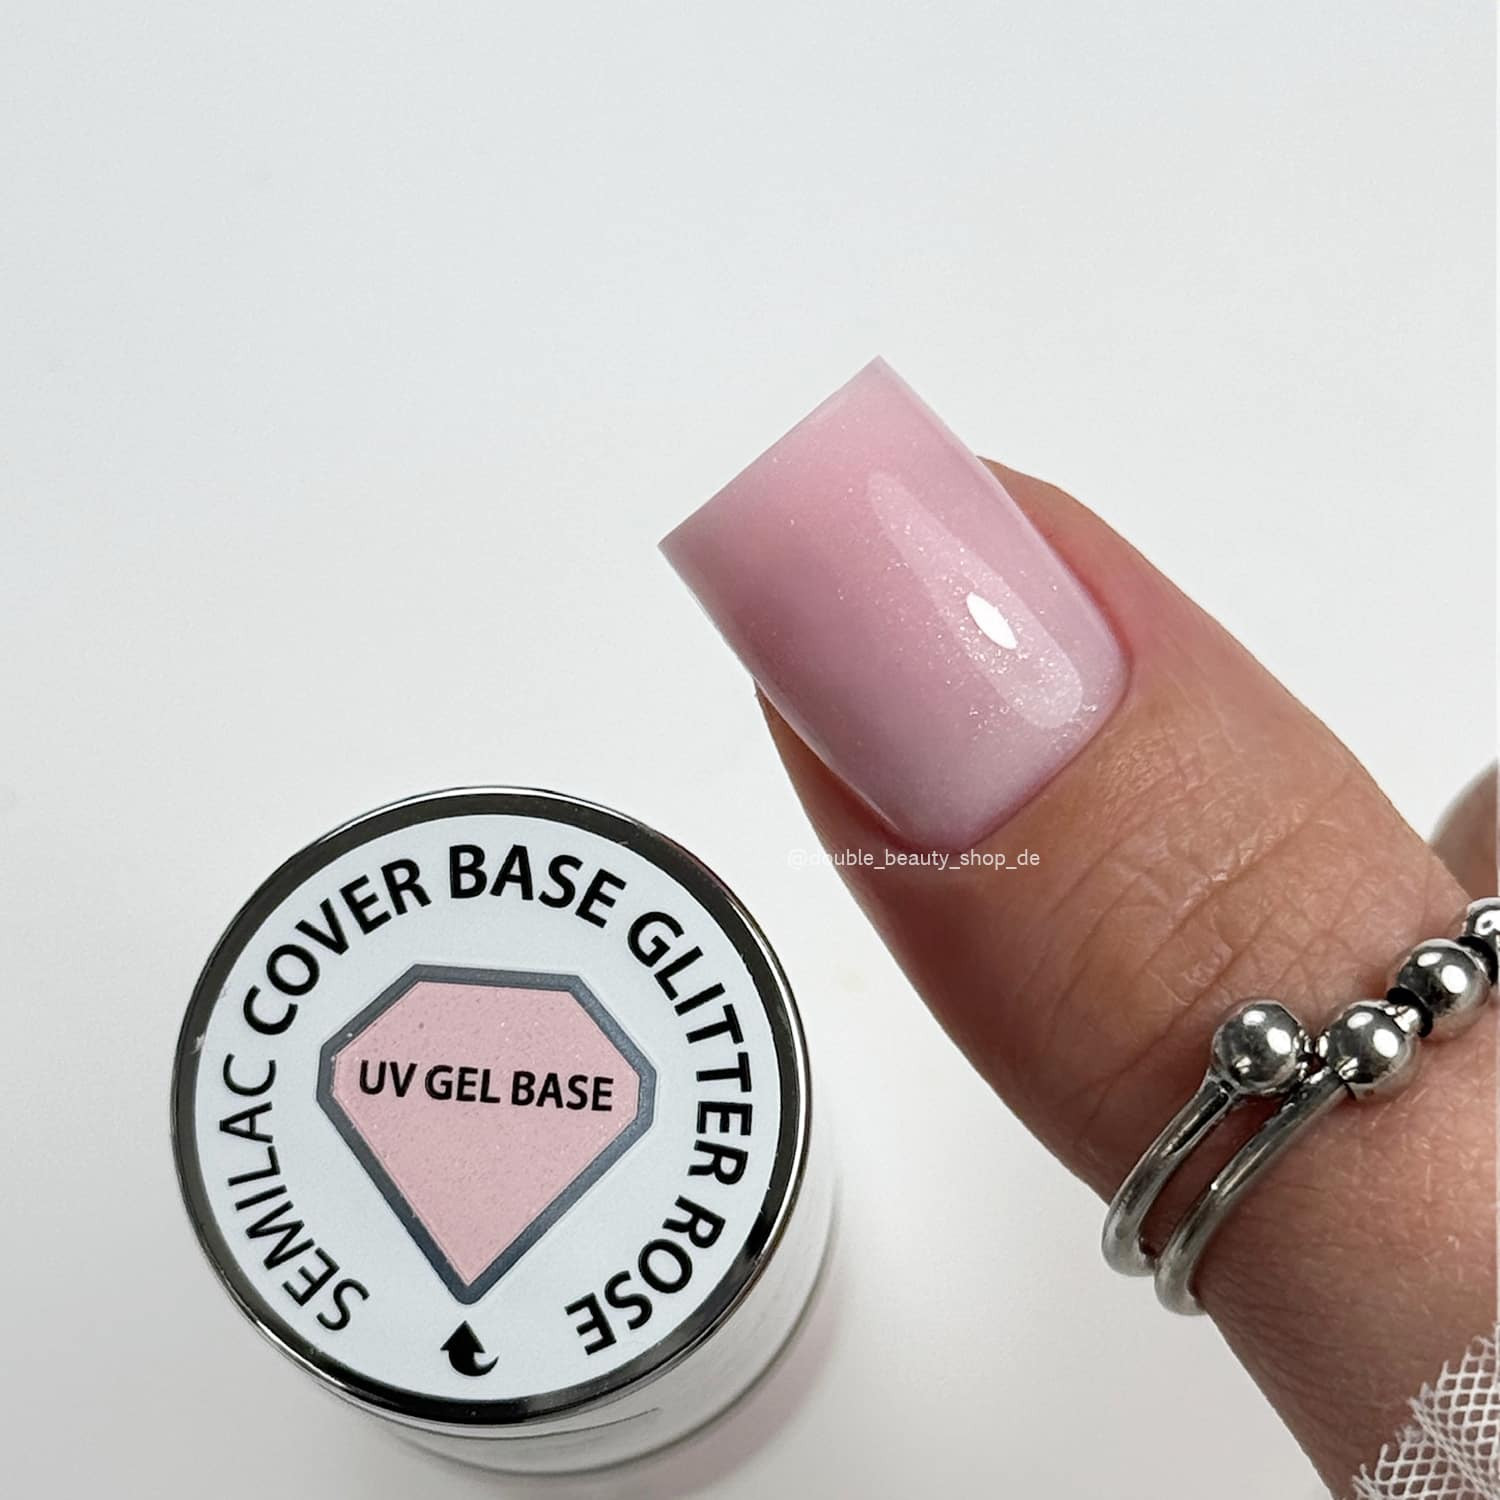 SEMILAC COVER BASE GLITTER ROSE
UV GEL BASE
@double_beauty_shop_de